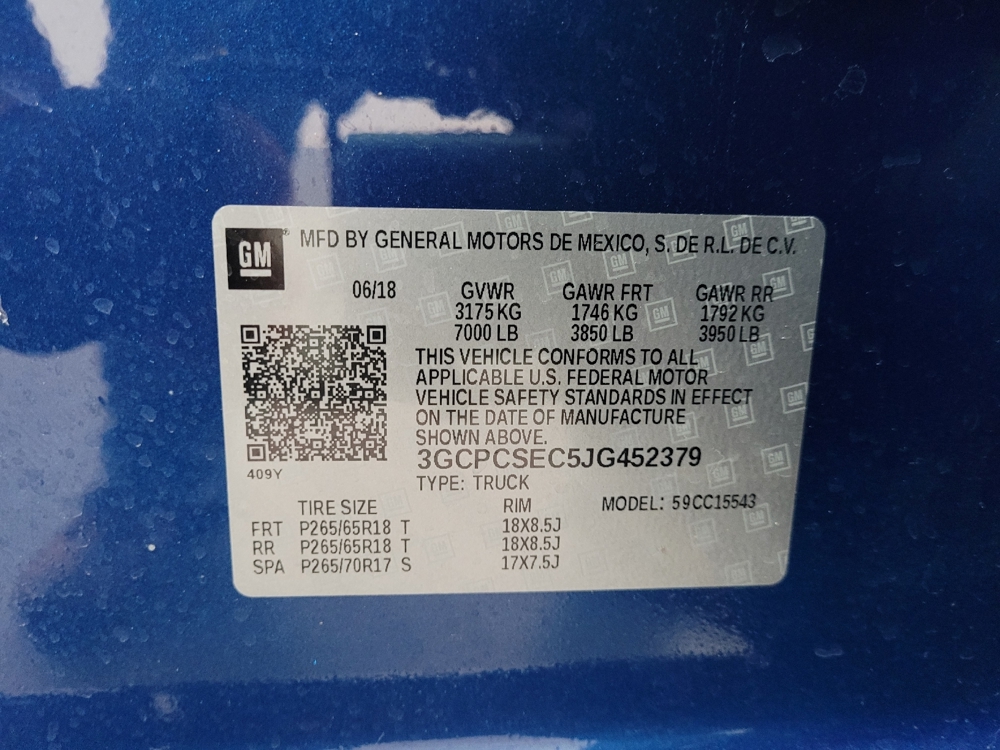 GM MFD BY GENERAL MOTORS DE MEXICO, S. DE R.L. DE C.V.
06/18 GVWR GAWR FRT GAWR RR
3175 KG 1746 KG 1792 KG
7000 LB 3850 LB 3950 LB
THIS VEHICLE CONFORMS TO ALL
APPLICABLE U.S. FEDERAL MOTOR
VEHICLE SAFETY STANDARDS IN EFFECT
ON THE DATE OF MANUFACTURE
SHOWN ABOVE.
3GCPCSEC5JG452379
409Y
TYPE: TRUCK
TIRE SIZE RIM MODEL: 59CC15543
FRT P265/65R18 T 18X8.5J
RR P265/65R18 T 18X8.5J
SPA P265/70R17 S 17X7.5J